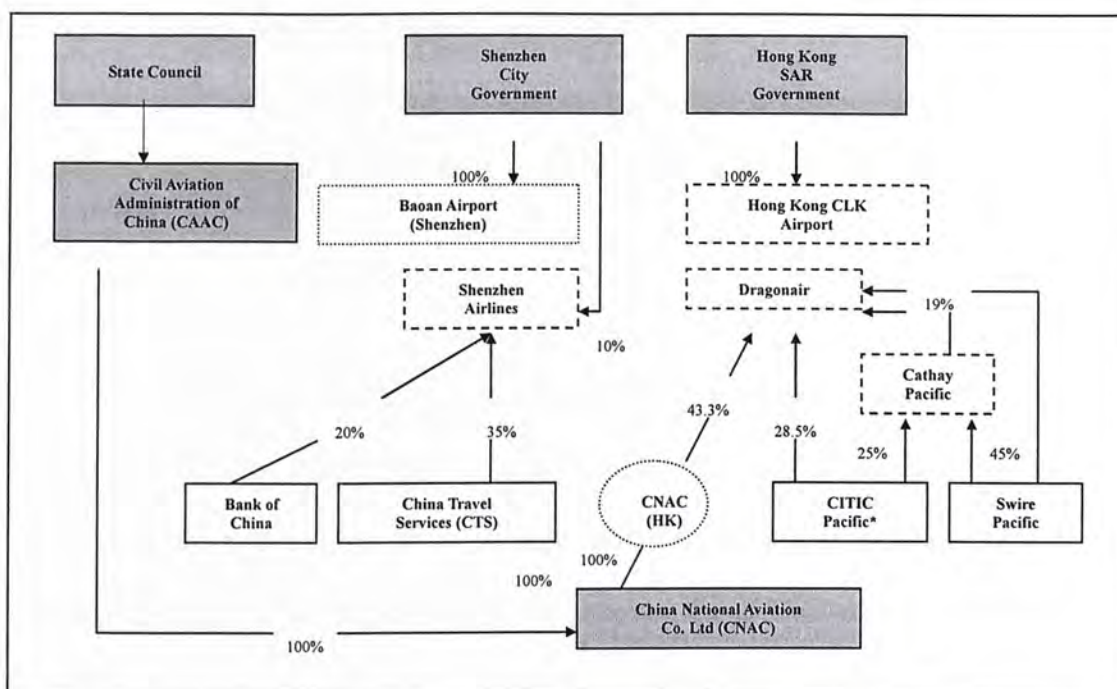 State Council
Shenzhen
City
Government
Hong Kong
SAR
Government
Civil Aviation
Administration of
China (CAAC)
100%
Baoan Airport
(Shenzhen)
100%
Hong Kong CLK
Airport
Shenzhen
Airlines
Dragonair
19%
10%
Cathay
Pacific
20%
35%
43.3%
28.5%
25%
45%
Bank of
China
China Travel
Services (CTS)
CNAC
(HK)
CITIC
Pacific*
Swire
Pacific
100%
100%
China National Aviation
Co. Ltd (CNAC)
100%